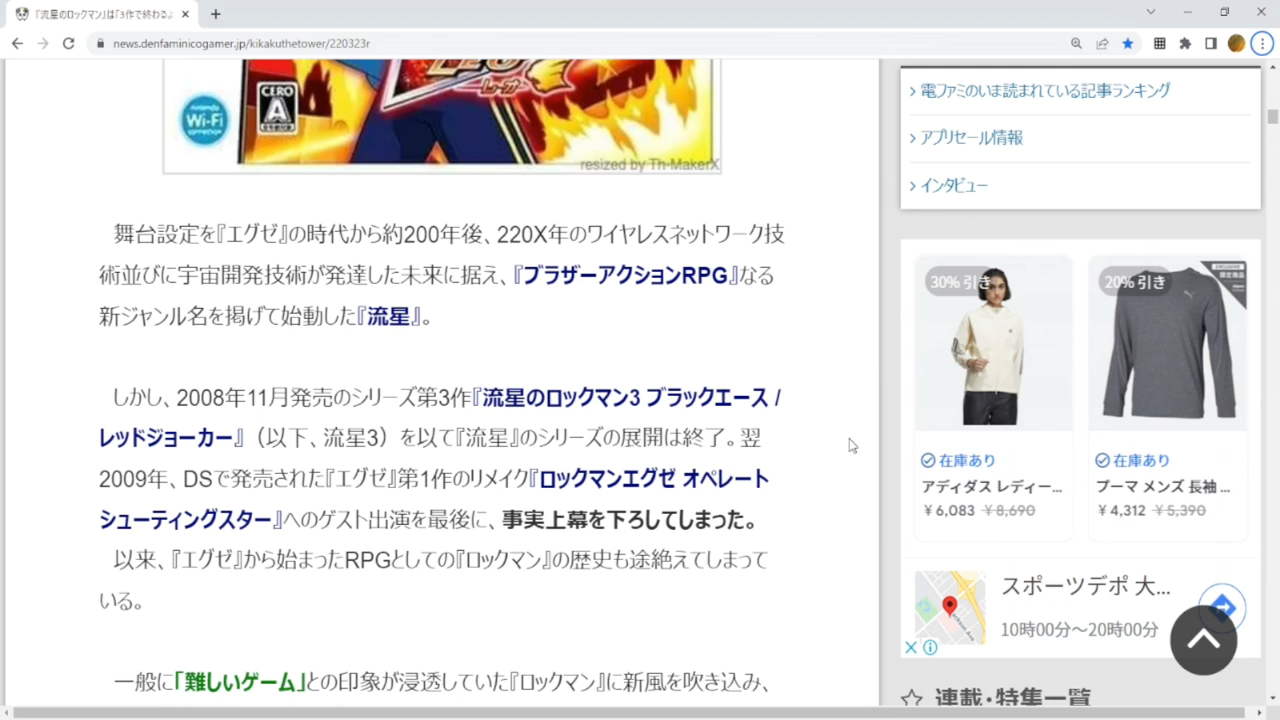 『流星のロックマン』は「3作で終わるよ
news.denfaminicogamer.jp/kikakuthetower/220323r
CERO
A
Nintendo
Wi-Fi
CONNECTION
resized by Th-MakerX
舞台設定を『エグゼ』の時代から約200年後、220X年のワイヤレスネットワーク技
術並びに宇宙開発技術が発達した未来に据え、『ブラザーアクションRPG』なる
新ジャンル名を掲げて始動した『流星』。
しかし、2008年11月発売のシリーズ第3作『流星のロックマン3 ブラックエース /
レッドジョーカー』（以下、流星3）を以て『流星』のシリーズの展開は終了。翌
2009年、DSで発売された『エグゼ』第1作のリメイク『ロックマンエグゼ オペレート
シューティングスター』へのゲスト出演を最後に、事実上幕を下ろしてしまった。
以来、『エグゼ』から始まったRPGとしての『ロックマン』の歴史も途絶えてしまって
いる。
一般に「難しいゲーム」との印象が浸透していた『ロックマン』に新風を吹き込み、
> 電ファミのいま読まれている記事ランキング
> アプリセール情報
> インタビュー
30% 引き
在庫あり
アディダス レディー...
￥6,083 ￥8,690
20% 引き
在庫あり
プーマ メンズ 長袖 ...
￥4,312 ￥5,390
スポーツデポ 大...
10時00分～20時00分
☆ 連載・特集一覧